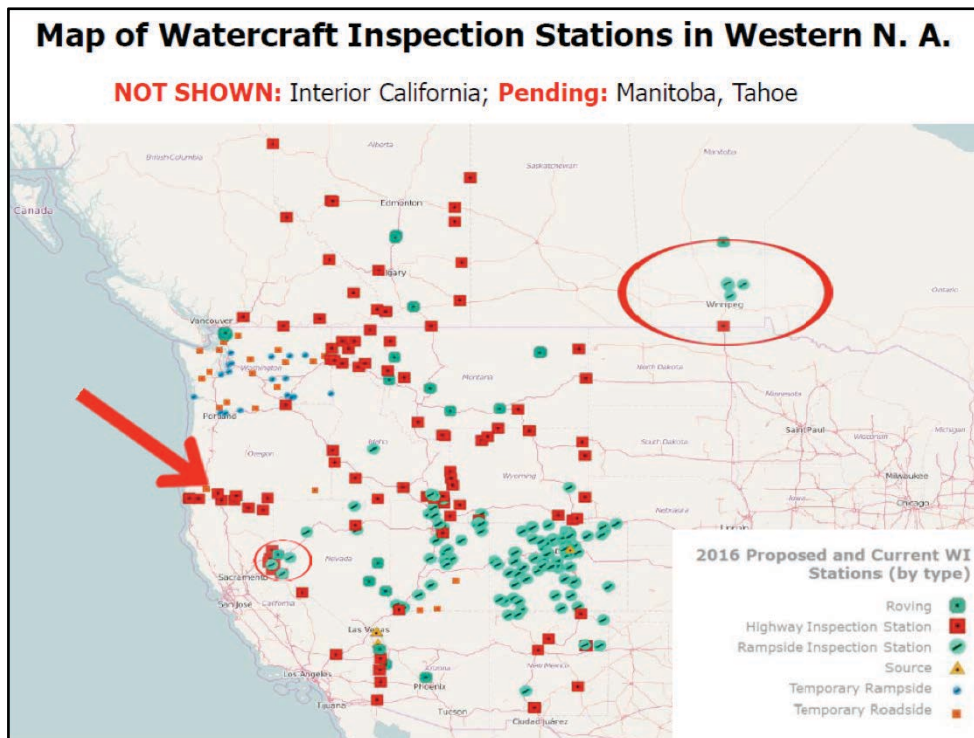 Map of Watercraft Inspection Stations in Western N. A.
NOT SHOWN: Interior California; Pending: Manitoba, Tahoe
British Columbia
Alberta
Manitoba
Saskatchewan
Canada
Edmonton
Calgary
Ontario
Winnipeg
Vancouver
Washington
Montana
North Dakota
Minnesota
Portland
Saint Paul
Wisconsin
Michigan
Oregon
Idaho
South Dakota
Wyoming
Milwaukee
Chicago
Nebraska
Nevada
Sacramento
San José
California
Las Vegas
Los Angeles
Arizona
New Mexico
Phoenix
Tijuana
Tucson
Ciudad Juárez
2016 Proposed and Current WI
Stations (by type)
Roving
Highway Inspection Station
Rampside Inspection Station
Source
Temporary Rampside
Temporary Roadside